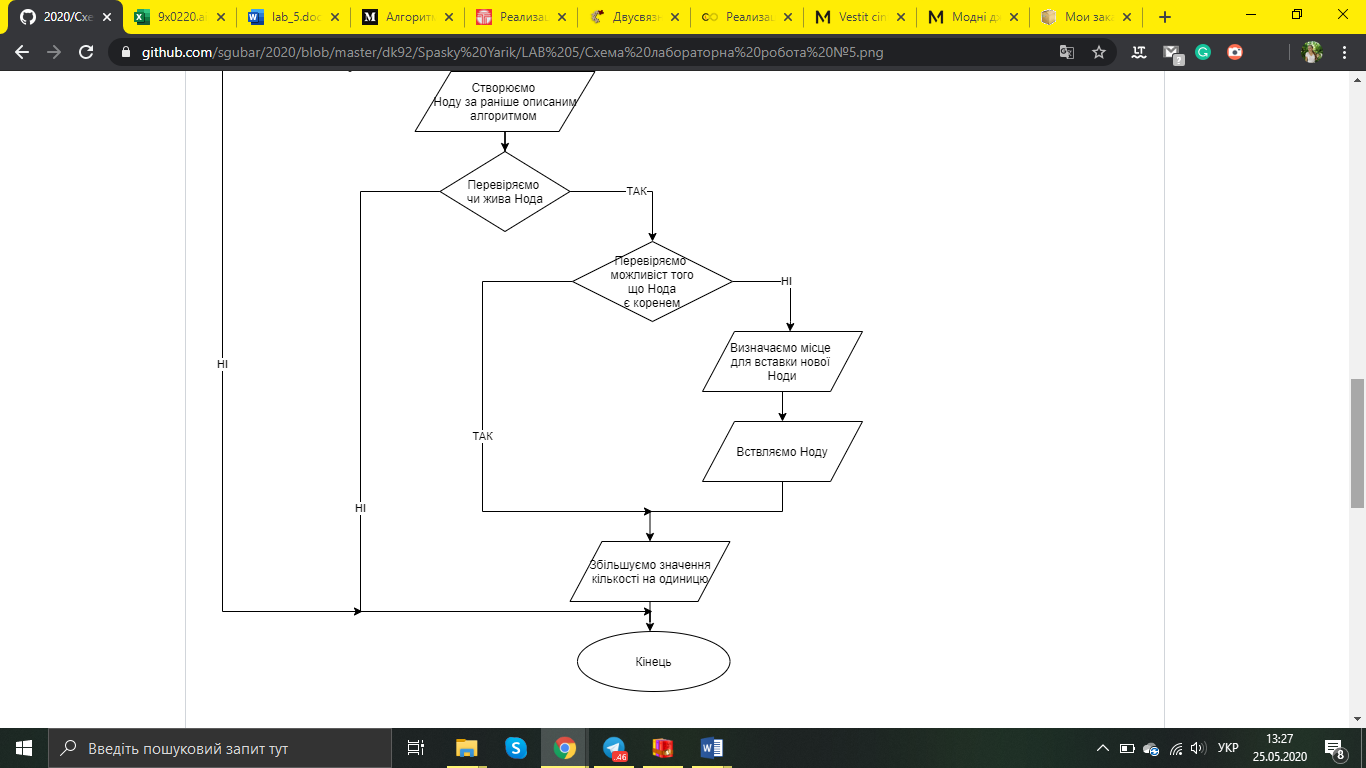 2020/Схе
9x0220.a
lab_5.doc
Алгорит
Реализа
Двусвяз
Реализа
Vestit cin
Модні д
Мои зака
github.com/sgubar/2020/blob/master/dk92/Spasky%20Yarik/LAB%205/Схема%20лабораторна%20робота%20№5.png
Створюємо
Ноду за раніше описаним
алгоритмом
Перевіряємо
чи жива Нода
ТАК
Перевіряємо
можливіст того
що Нода
є коренем
НІ
Визначаємо місце
для вставки нової
Ноди
НІ
ТАК
Вствляємо Ноду
НІ
Збільшуємо значення
кількості на одиницю
Кінець
Введіть пошуковий запит тут
46
УКР
13:27
25.05.2020
8